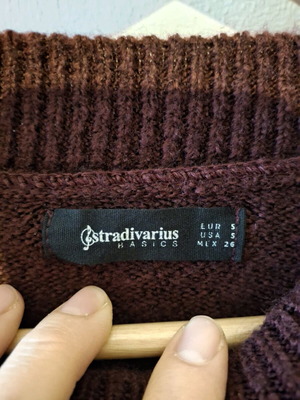 stradivarius
BASICS
EUR S
USA S
MEX 26